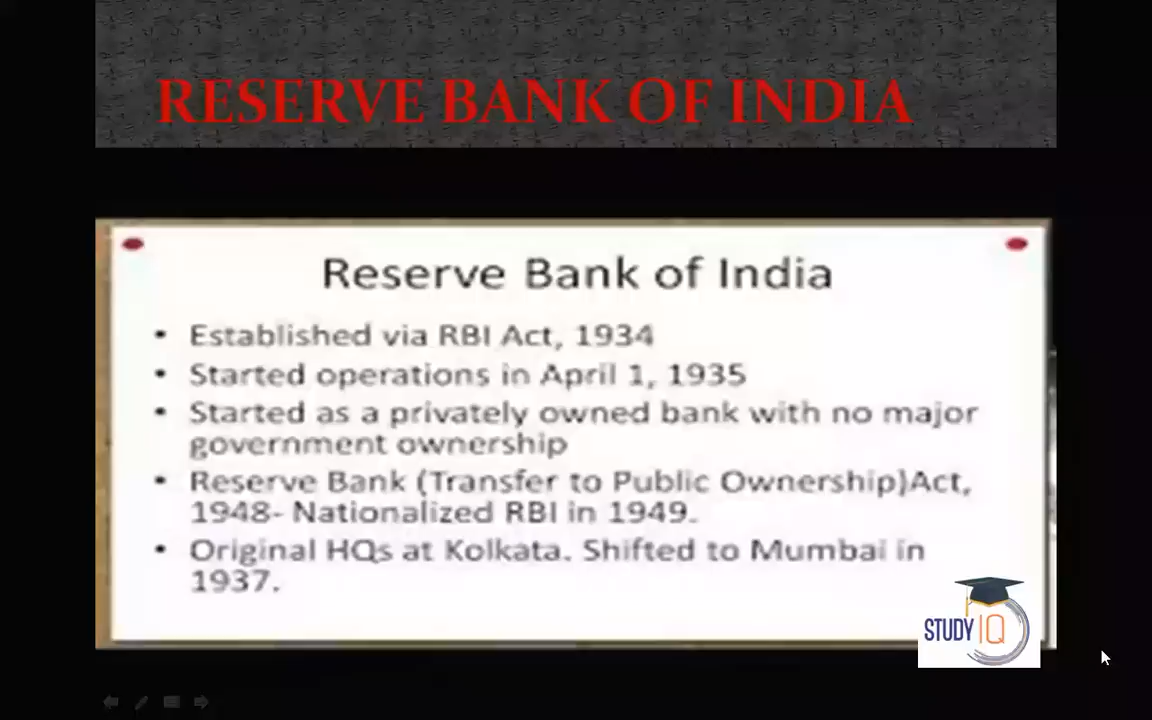 RESERVE BANK OF INDIA
Reserve Bank of India
• Established via RBI Act, 1934
• Started operations in April 1, 1935
• Started as a privately owned bank with no major
government ownership
• Reserve Bank (Transfer to Public Ownership)Act,
1948- Nationalized RBI in 1949.
• Original HQs at Kolkata. Shifted to Mumbai in
1937.
STUDY IQ